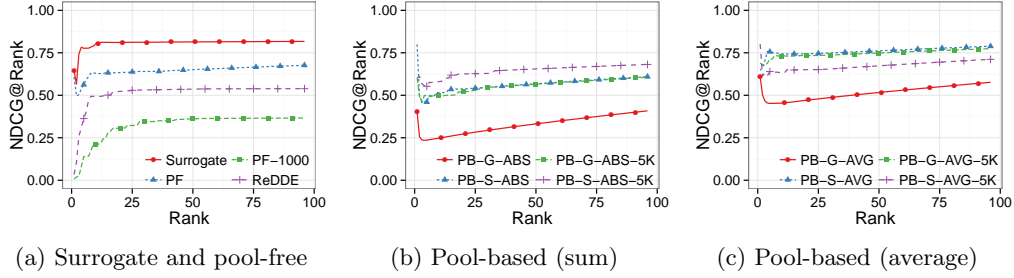 NDCG@Rank
1.00
0.75
0.50
0.25
0.00
Surrogate
PF
PF-1000
ReDDE
0 25 50 75 100
Rank
(a) Surrogate and pool-free
NDCG@Rank
1.00
0.75
0.50
0.25
0.00
PB-G-ABS
PB-S-ABS
PB-G-ABS-5K
PB-S-ABS-5K
0 25 50 75 100
Rank
(b) Pool-based (sum)
NDCG@Rank
1.00
0.75
0.50
0.25
0.00
PB-G-AVG
PB-S-AVG
PB-G-AVG-5K
PB-S-AVG-5K
0 25 50 75 100
Rank
(c) Pool-based (average)